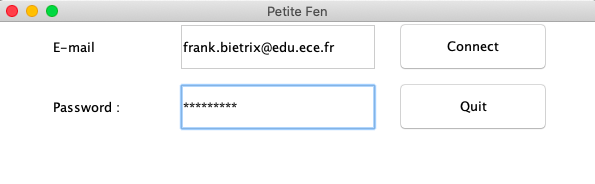 Petite Fen
E-mail frank.bietrix@edu.ece.fr Connect
Password : ********* Quit